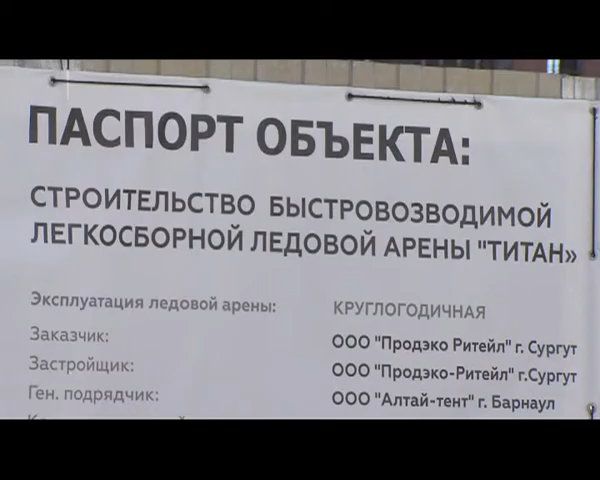 ПАСПОРТ ОБЪЕКТА:
СТРОИТЕЛЬСТВО БЫСТРОВОЗВОДИМОЙ
ЛЕГКОСБОРНОЙ ЛЕДОВОЙ АРЕНЫ "ТИТАН»
Эксплуатация ледовой арены: КРУГЛОГОДИЧНАЯ
Заказчик: ООО "Продэко Ритейл" г. Сургут
Застройщик: ООО "Продэко-Ритейл" г.Сургут
Ген. подрядчик: ООО "Алтай-тент" г. Барнаул